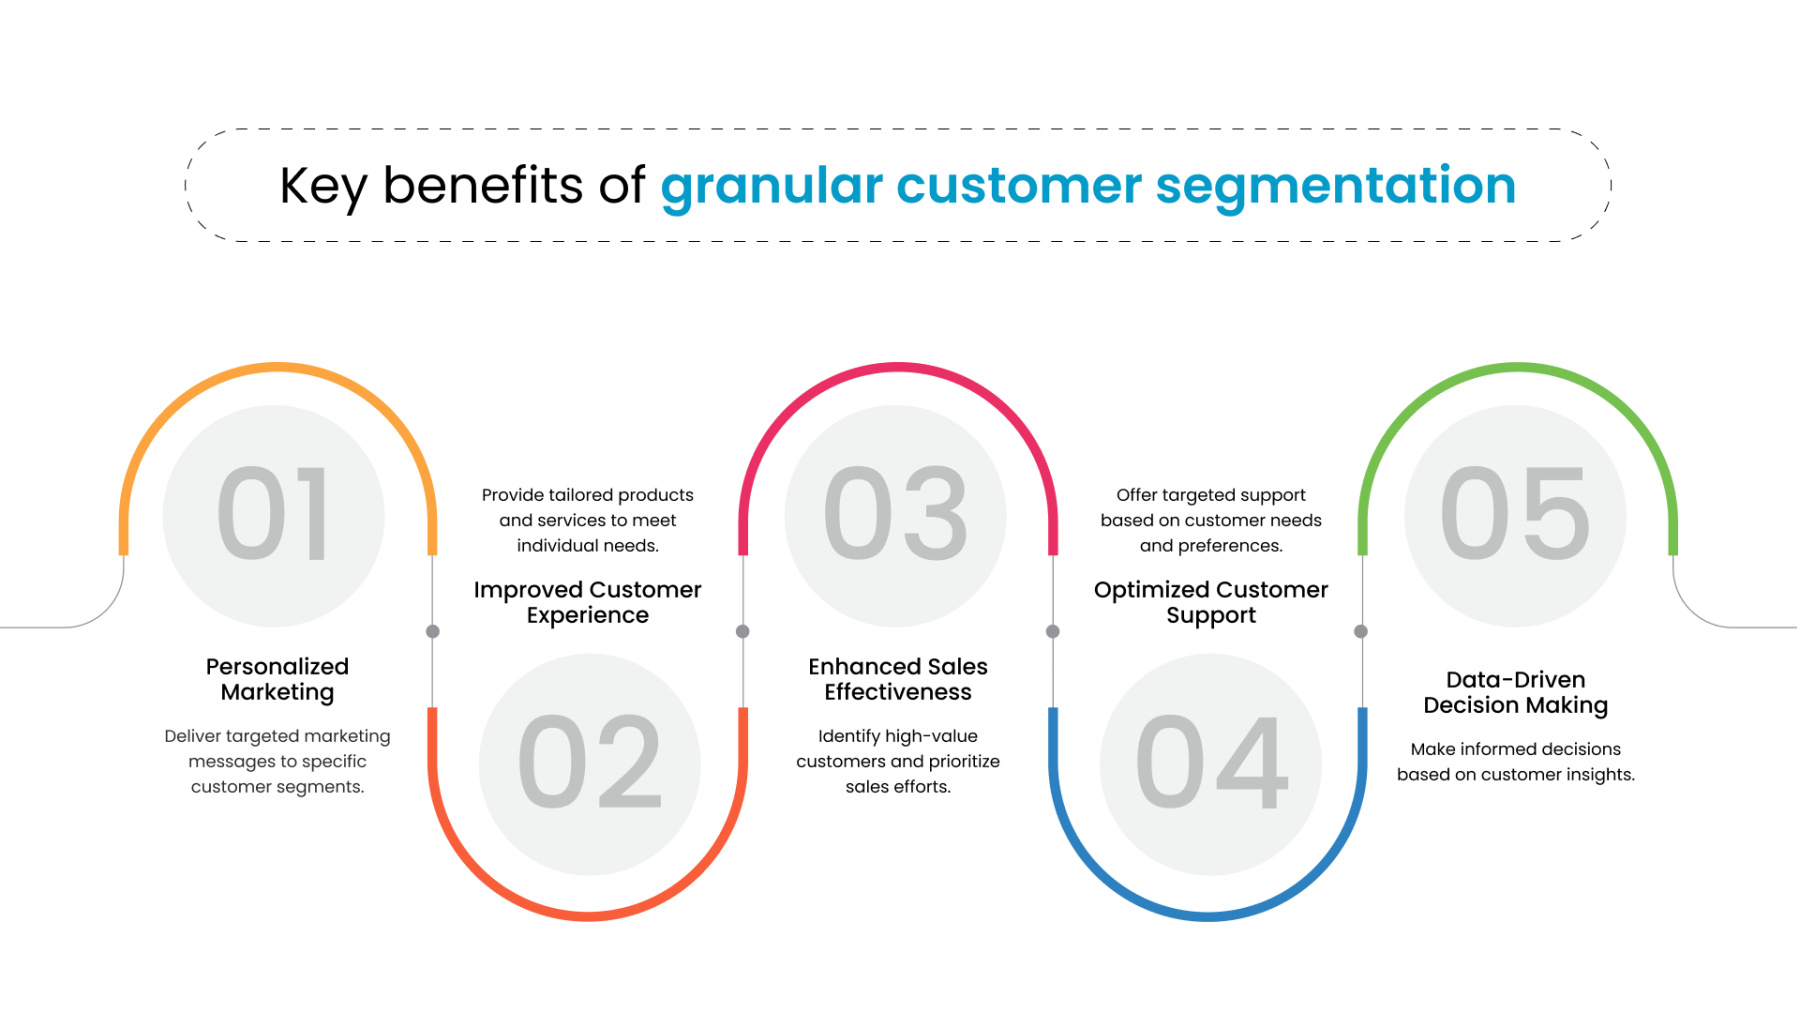 Key benefits of granular customer segmentation
01
Personalized
Marketing
Deliver targeted marketing
messages to specific
customer segments.
Provide tailored products
and services to meet
individual needs.
Improved Customer
Experience
02
03
Enhanced Sales
Effectiveness
Identify high-value
customers and prioritize
sales efforts.
Offer targeted support
based on customer needs
and preferences.
Optimized Customer
Support
04
05
Data-Driven
Decision Making
Make informed decisions
based on customer insights.